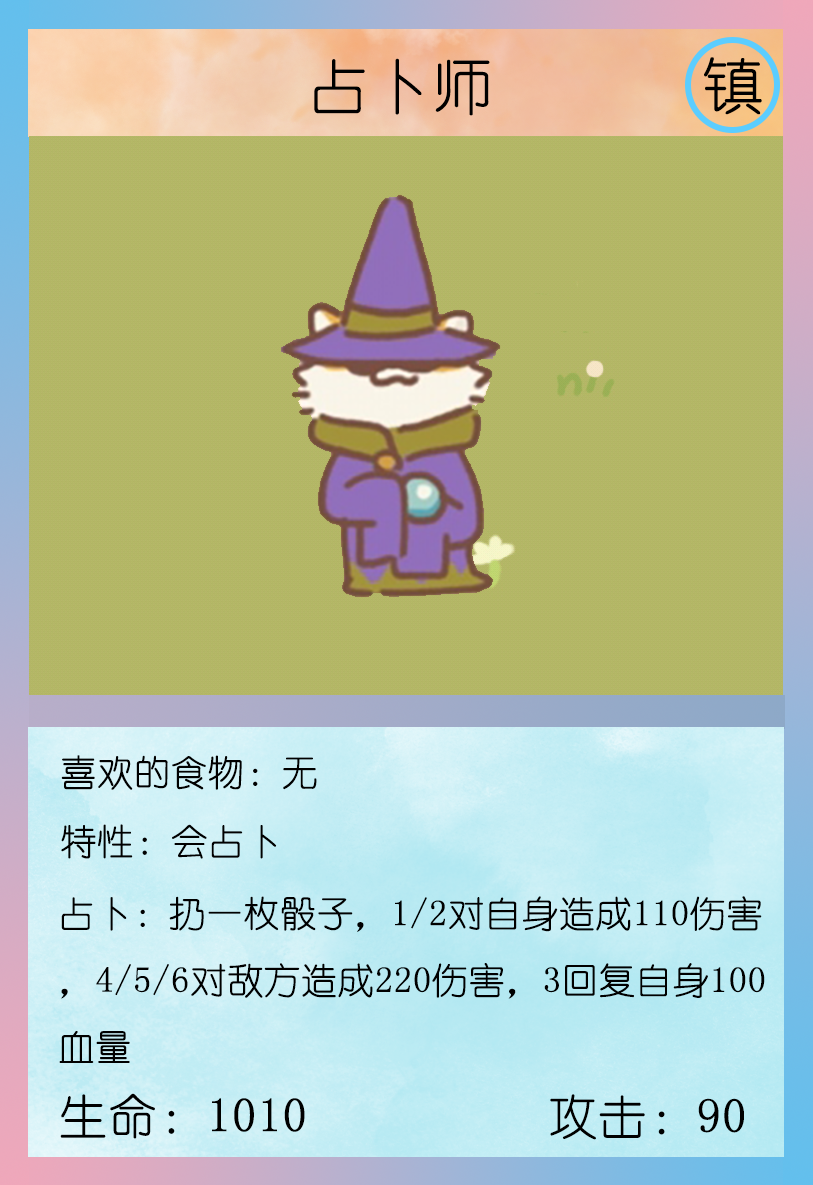 占卜师
镇
喜欢的食物：无
特性：会占卜
占卜：扔一枚骰子，1/2对自身造成110伤害
，4/5/6对敌方造成220伤害，3回复自身100
血量
生命：1010 攻击：90